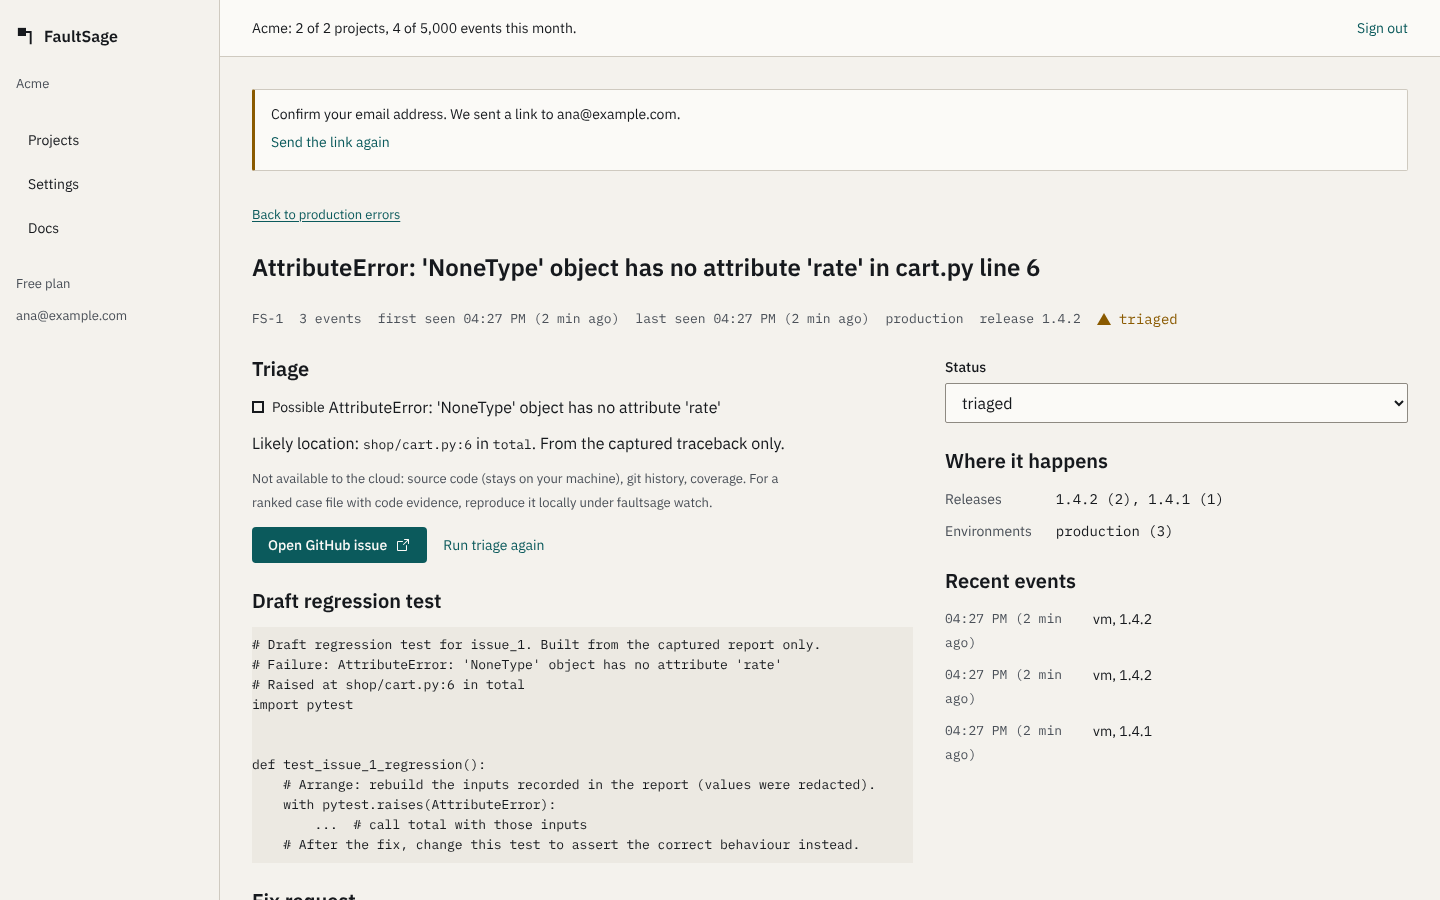 FaultSage
Acme
Projects
Settings
Docs
Free plan
ana@example.com
Acme: 2 of 2 projects, 4 of 5,000 events this month.
Sign out
Confirm your email address. We sent a link to ana@example.com.
Send the link again
Back to production errors
AttributeError: 'NoneType' object has no attribute 'rate' in cart.py line 6
FS-1 3 events first seen 04:27 PM (2 min ago) last seen 04:27 PM (2 min ago) production release 1.4.2 triaged
Triage
Possible AttributeError: 'NoneType' object has no attribute 'rate'
Likely location: shop/cart.py:6 in total. From the captured traceback only.
Not available to the cloud: source code (stays on your machine), git history, coverage. For a
ranked case file with code evidence, reproduce it locally under faultsage watch.
Open GitHub issue
Run triage again
Draft regression test
# Draft regression test for issue_1. Built from the captured report only.
# Failure: AttributeError: 'NoneType' object has no attribute 'rate'
# Raised at shop/cart.py:6 in total
import pytest
def test_issue_1_regression():
    # Arrange: rebuild the inputs recorded in the report (values were redacted).
    with pytest.raises(AttributeError):
        ...  # call total with those inputs
    # After the fix, change this test to assert the correct behaviour instead.
Fix request
Status
triaged
Where it happens
Releases 1.4.2 (2), 1.4.1 (1)
Environments production (3)
Recent events
04:27 PM (2 min vm, 1.4.2
ago)
04:27 PM (2 min vm, 1.4.2
ago)
04:27 PM (2 min vm, 1.4.1
ago)